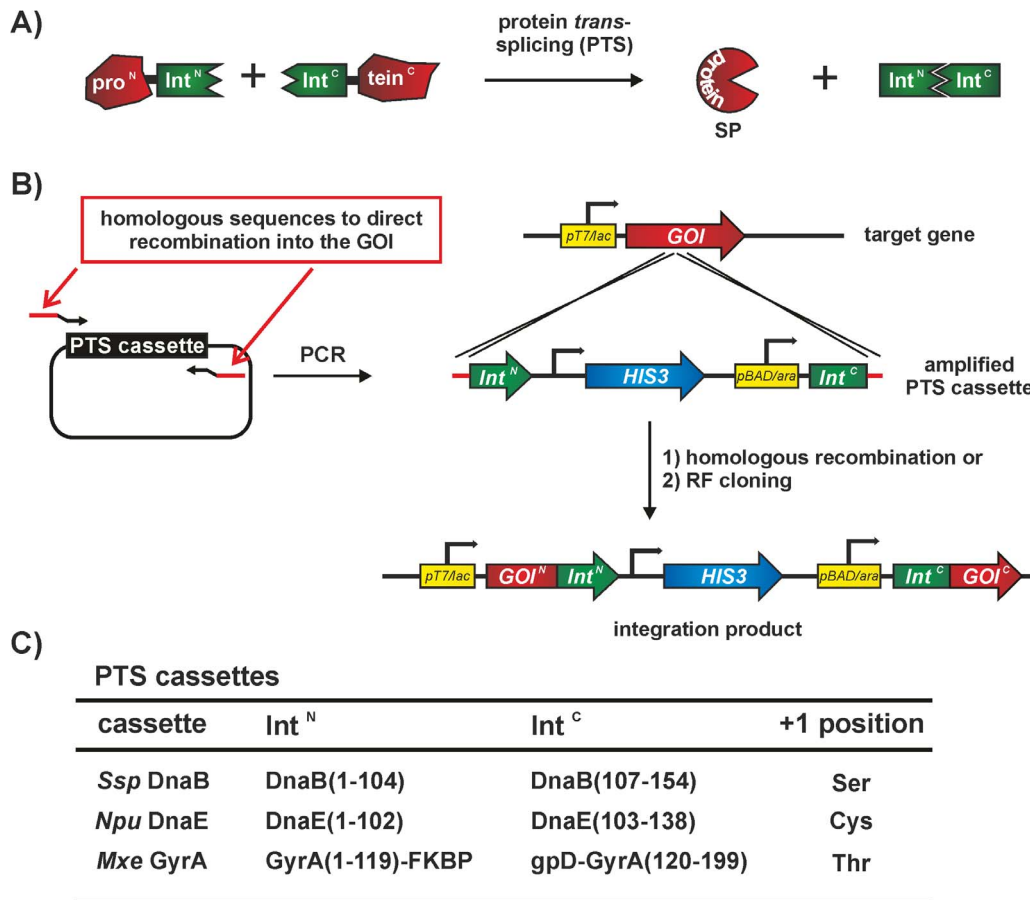 A)
protein trans-
splicing (PTS)
pro N Int N + Int C tein C protein + Int N Int C
SP
B)
homologous sequences to direct
recombination into the GOI
pT7/lac GOI target gene
PTS cassette
PCR
Int N HIS3 pBAD/ara Int C amplified
PTS cassette
1) homologous recombination or
2) RF cloning
pT7/lac GOI N Int N HIS3 pBAD/ara Int C GOI C
integration product
C)
PTS cassettes
cassette Int N Int C +1 position
Ssp DnaB DnaB(1-104) DnaB(107-154) Ser
Npu DnaE DnaE(1-102) DnaE(103-138) Cys
Mxe GyrA GyrA(1-119)-FKBP gpD-GyrA(120-199) Thr